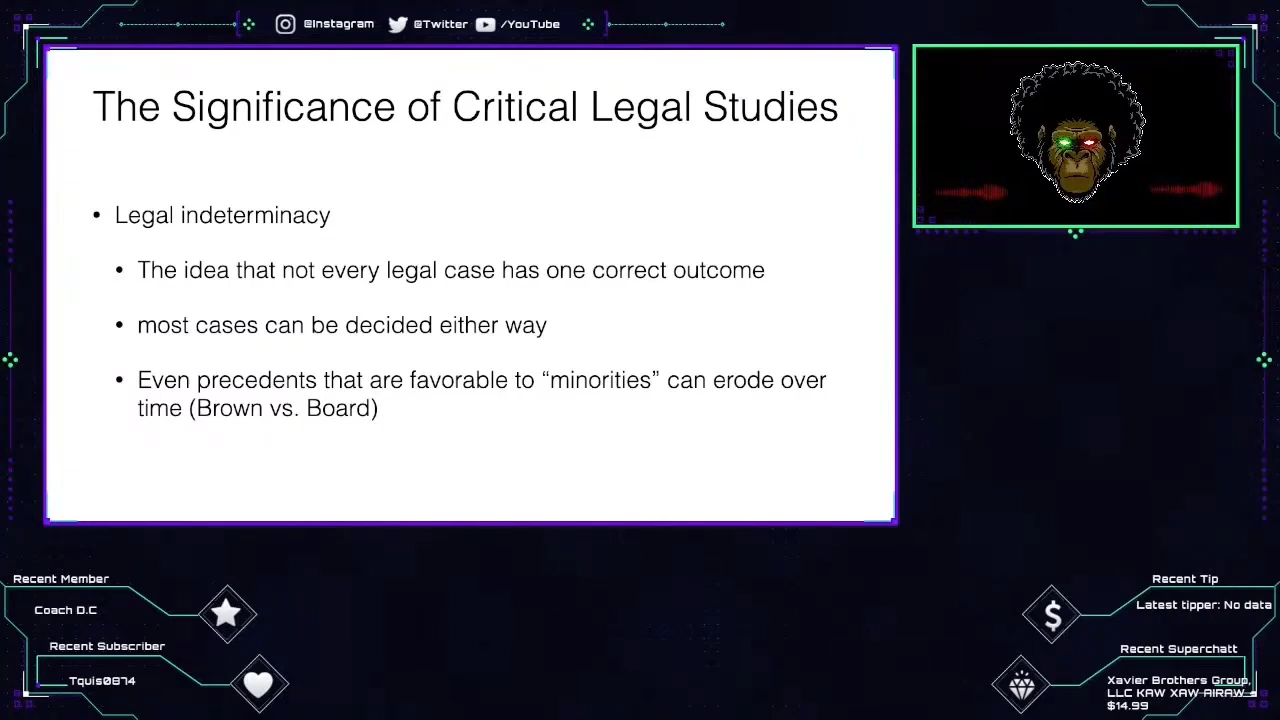 @Instagram @Twitter /YouTube
The Significance of Critical Legal Studies
• Legal indeterminacy
• The idea that not every legal case has one correct outcome
• most cases can be decided either way
• Even precedents that are favorable to “minorities” can erode over
time (Brown vs. Board)
Recent Member
Coach D.C
Recent Subscriber
Tquis0874
Recent Tip
Latest tipper: No data
Recent Superchatt
Xavier Brothers Group,
LLC KAW XAW AIRAW -
$14.99